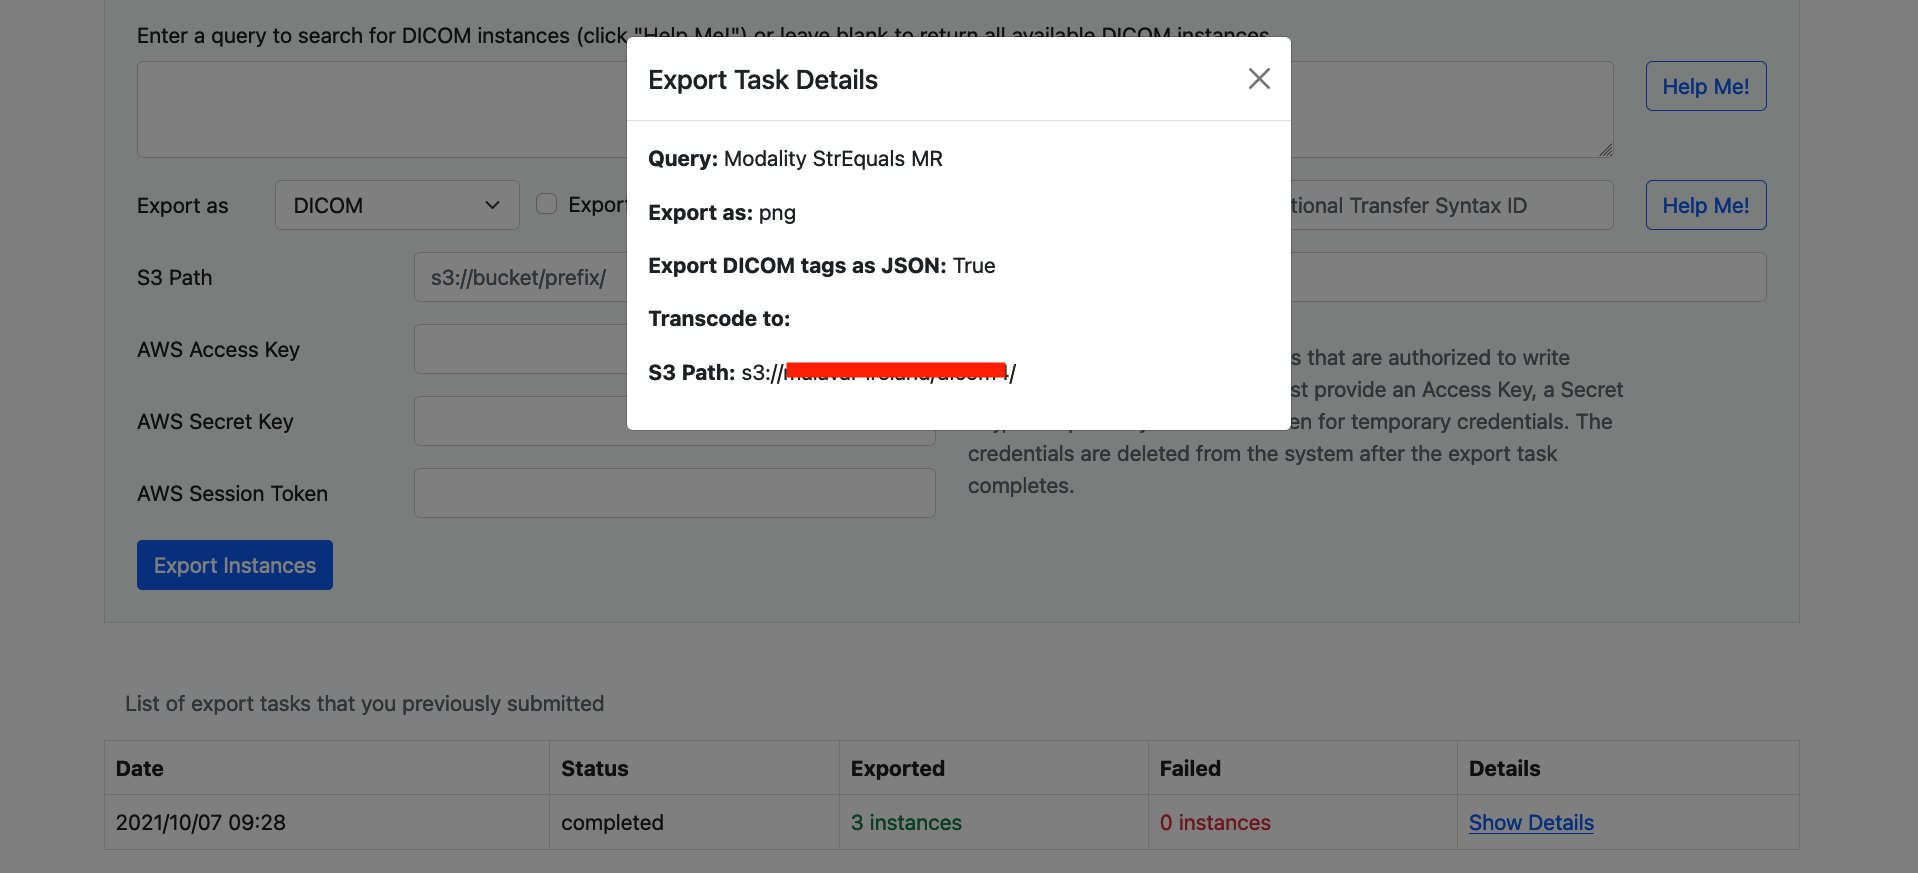 Enter a query to search for DICOM instances (click "Help Me!") or leave blank to return all available DICOM instances
Export Task Details
Help Me!
Query: Modality StrEquals MR
Export as
DICOM
Export as: png
tional Transfer Syntax ID
Help Me!
Export DICOM tags as JSON: True
S3 Path
s3://bucket/prefix/
Transcode to:
AWS Access Key
S3 Path: s3://
s that are authorized to write
st provide an Access Key, a Secret
AWS Secret Key
en for temporary credentials. The
credentials are deleted from the system after the export task
completes.
AWS Session Token
Export Instances
List of export tasks that you previously submitted
Date Status Exported Failed Details
2021/10/07 09:28 completed 3 instances 0 instances Show Details